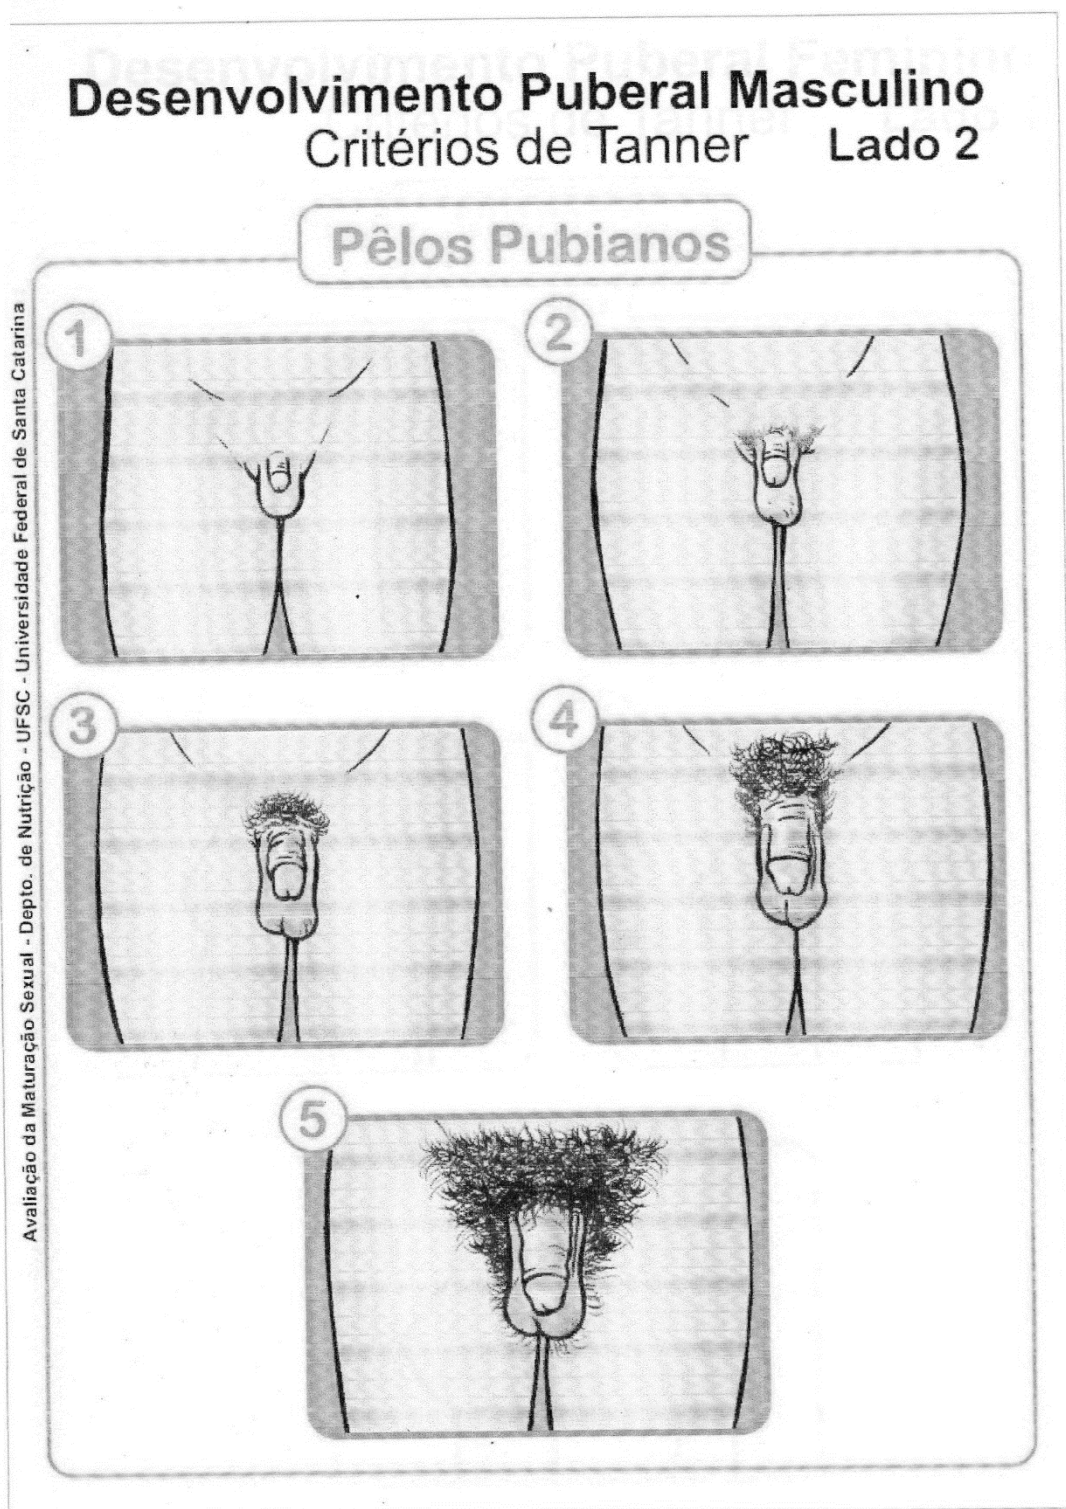 Desenvolvimento Puberal Masculino
Critérios de Tanner Lado 2
Pêlos Pubianos
1
2
3
4
5
Avaliação da Maturação Sexual - Depto. de Nutrição - UFSC - Universidade Federal de Santa Catarina